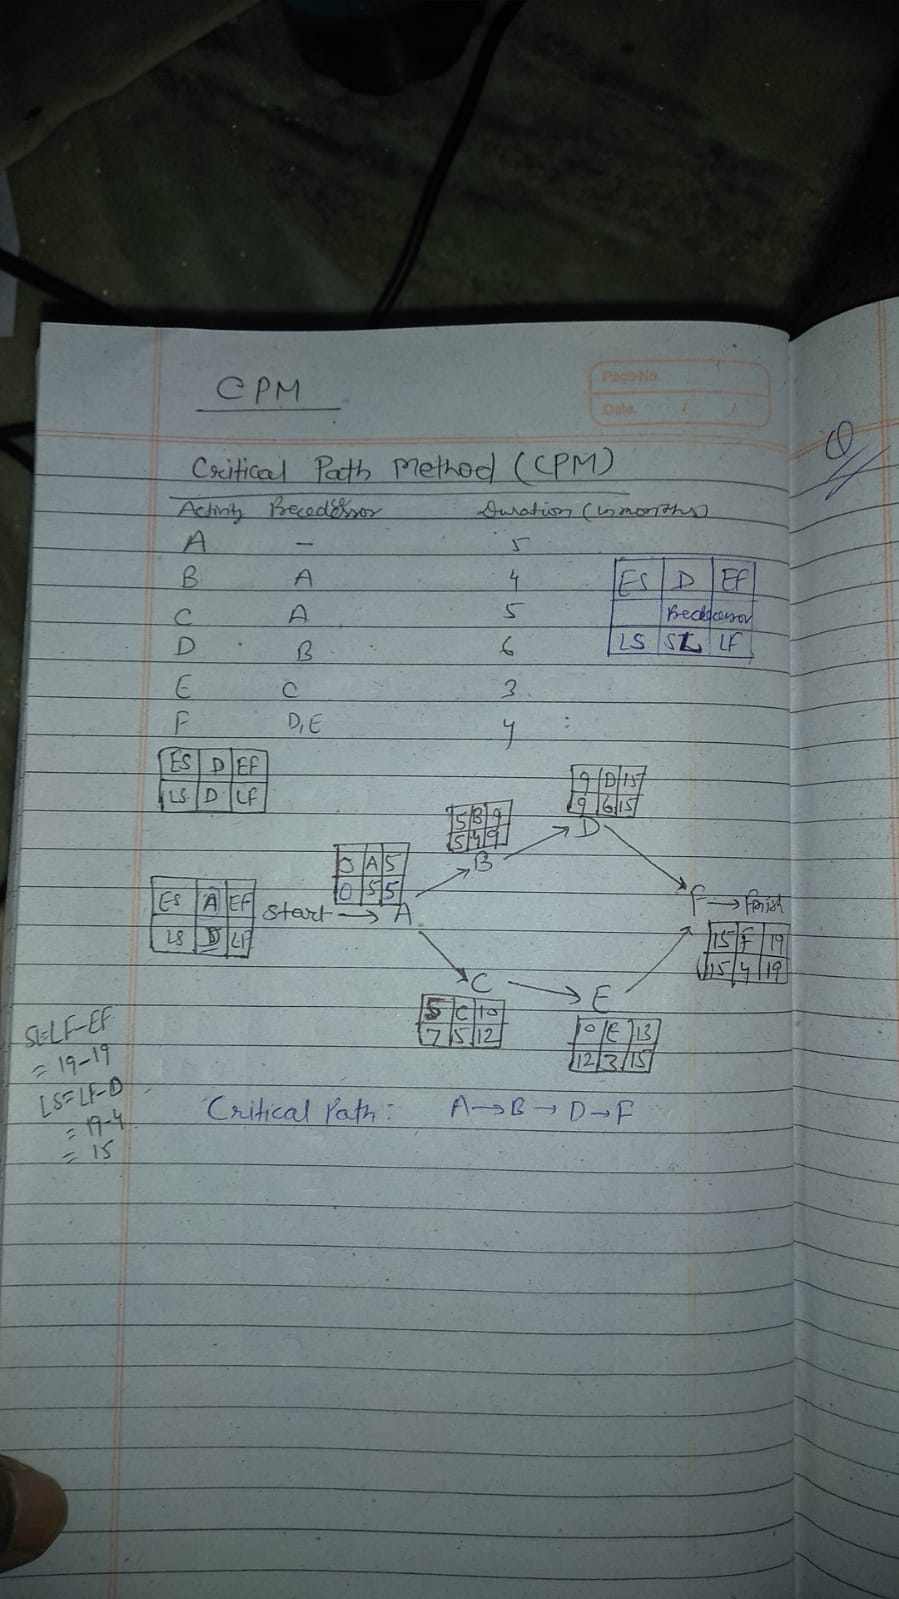 CPM
Page No.
Date. / /
Q
Critical Path Method (CPM)
Activity Duration (in months)
A - 5
B A 4
C A 5
D B 6
E C 3
F D,E 4
ES D EF
LS SL LF
ES D EF
LS D LF
9 D 15
9 6 15
D
5 B 9
5 4 9
B
0 A 5
0 5 5
ES A EF
LS D LF
Start → A
F → finish
15 F 19
15 4 19
C
5 C 10
7 5 12
E
10 E 13
12 3 15
SL=LF-EF
= 19-19
LS=LF-D
= 19-4
= 15
Critical Path: A → B → D → F